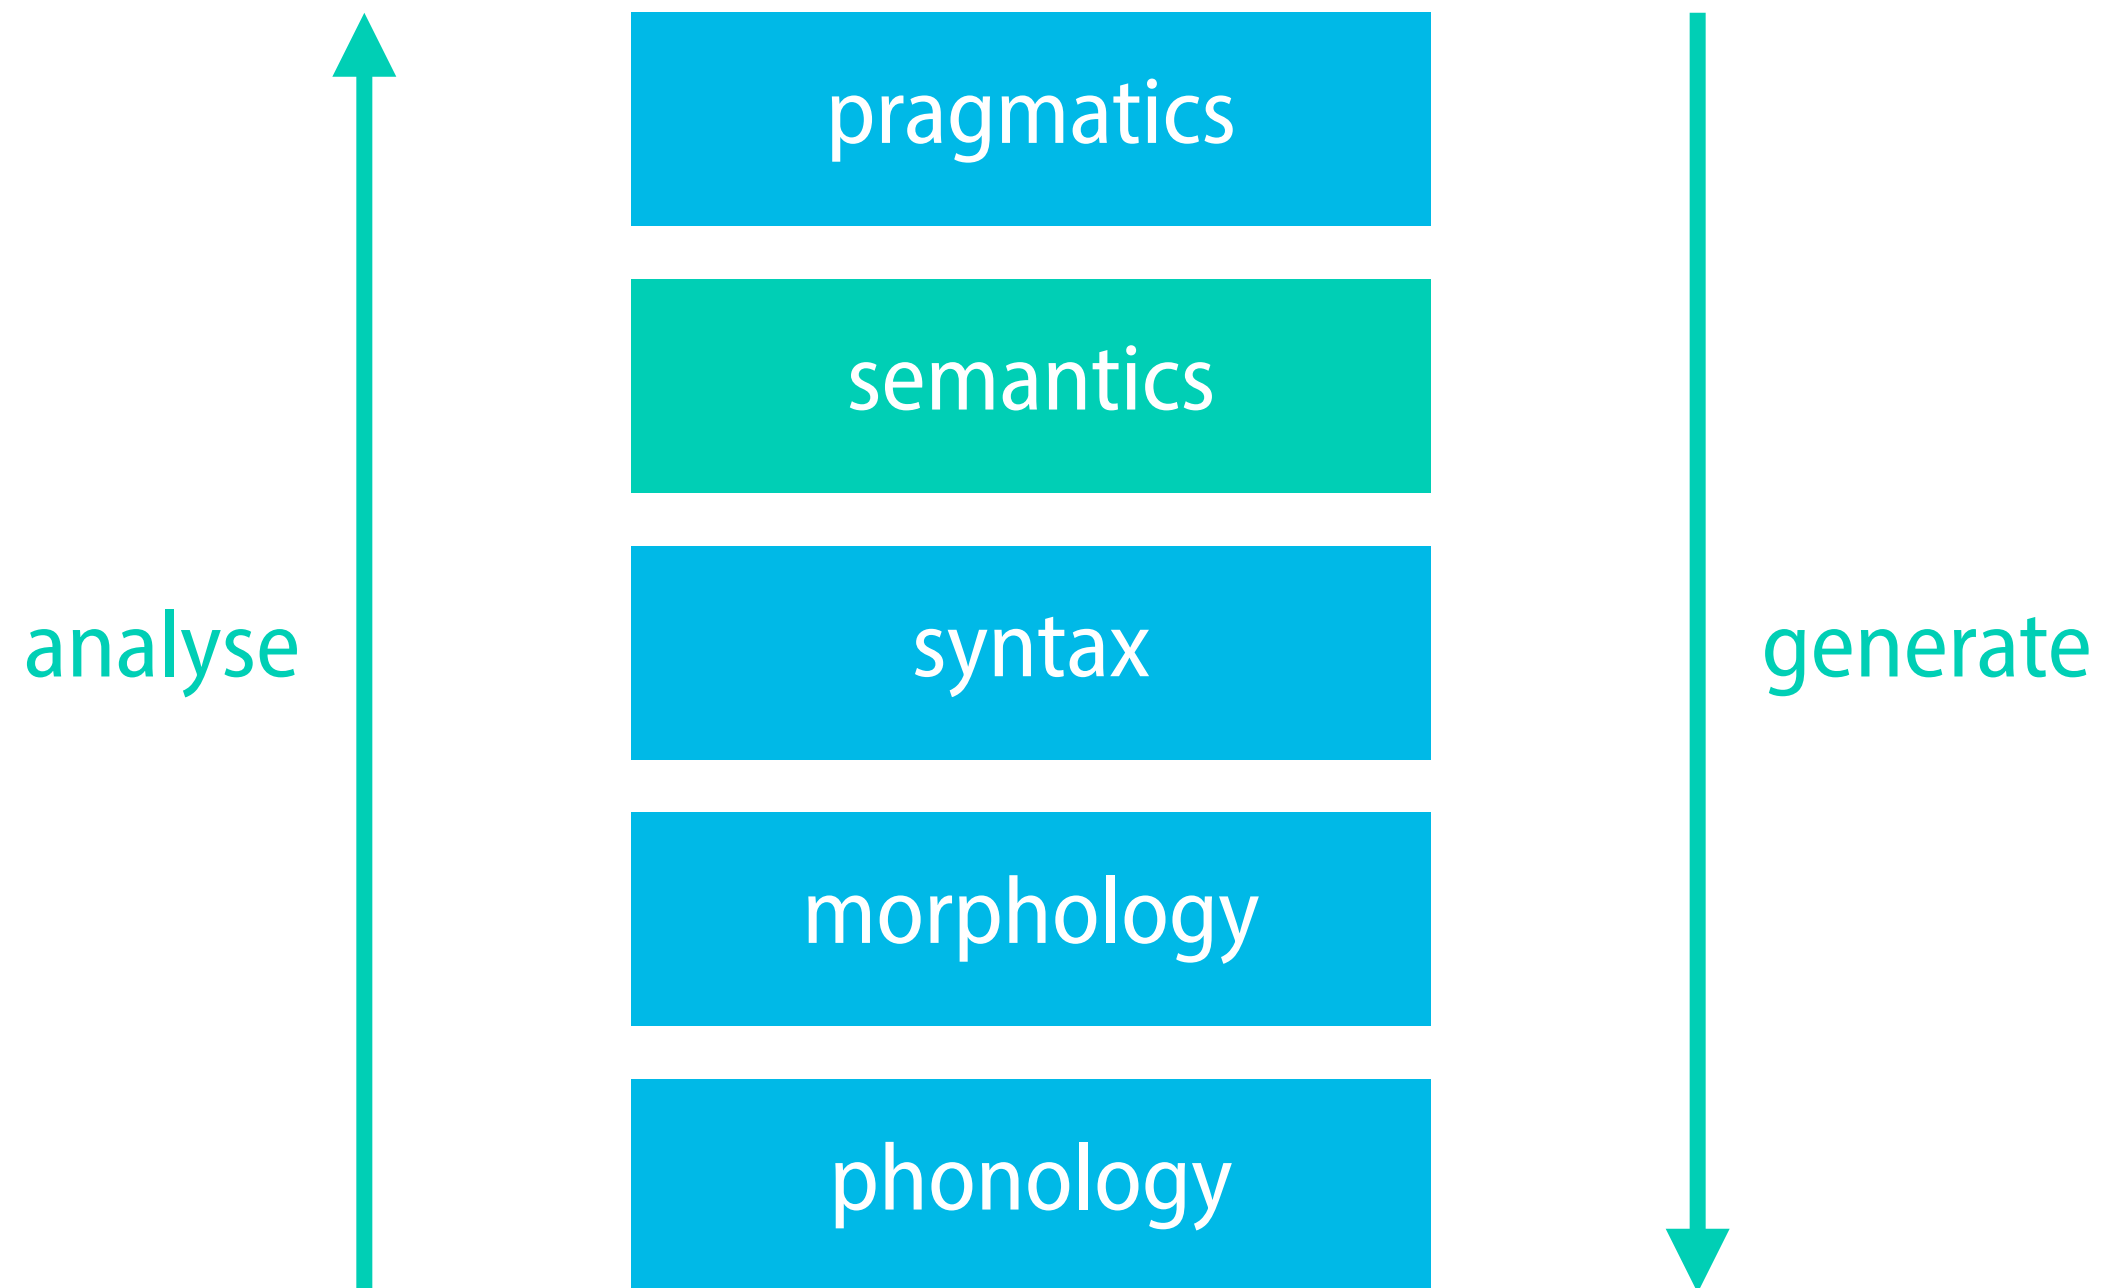 pragmatics
semantics
analyse
syntax
generate
morphology
phonology